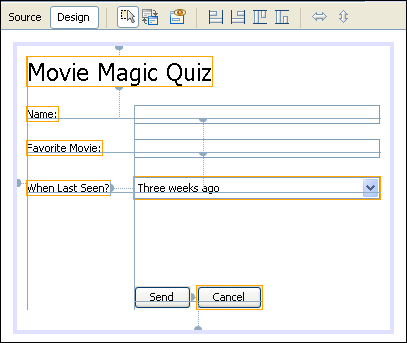 Source Design
Movie Magic Quiz
Name:
Favorite Movie:
When Last Seen? Three weeks ago
Send Cancel